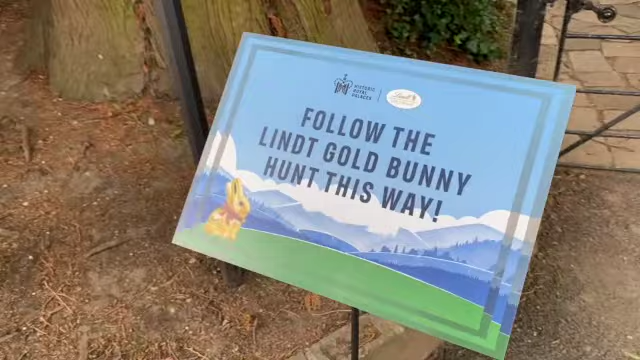 HISTORIC
ROYAL
PALACES
Lindt
FOLLOW THE
LINDT GOLD BUNNY
HUNT THIS WAY!